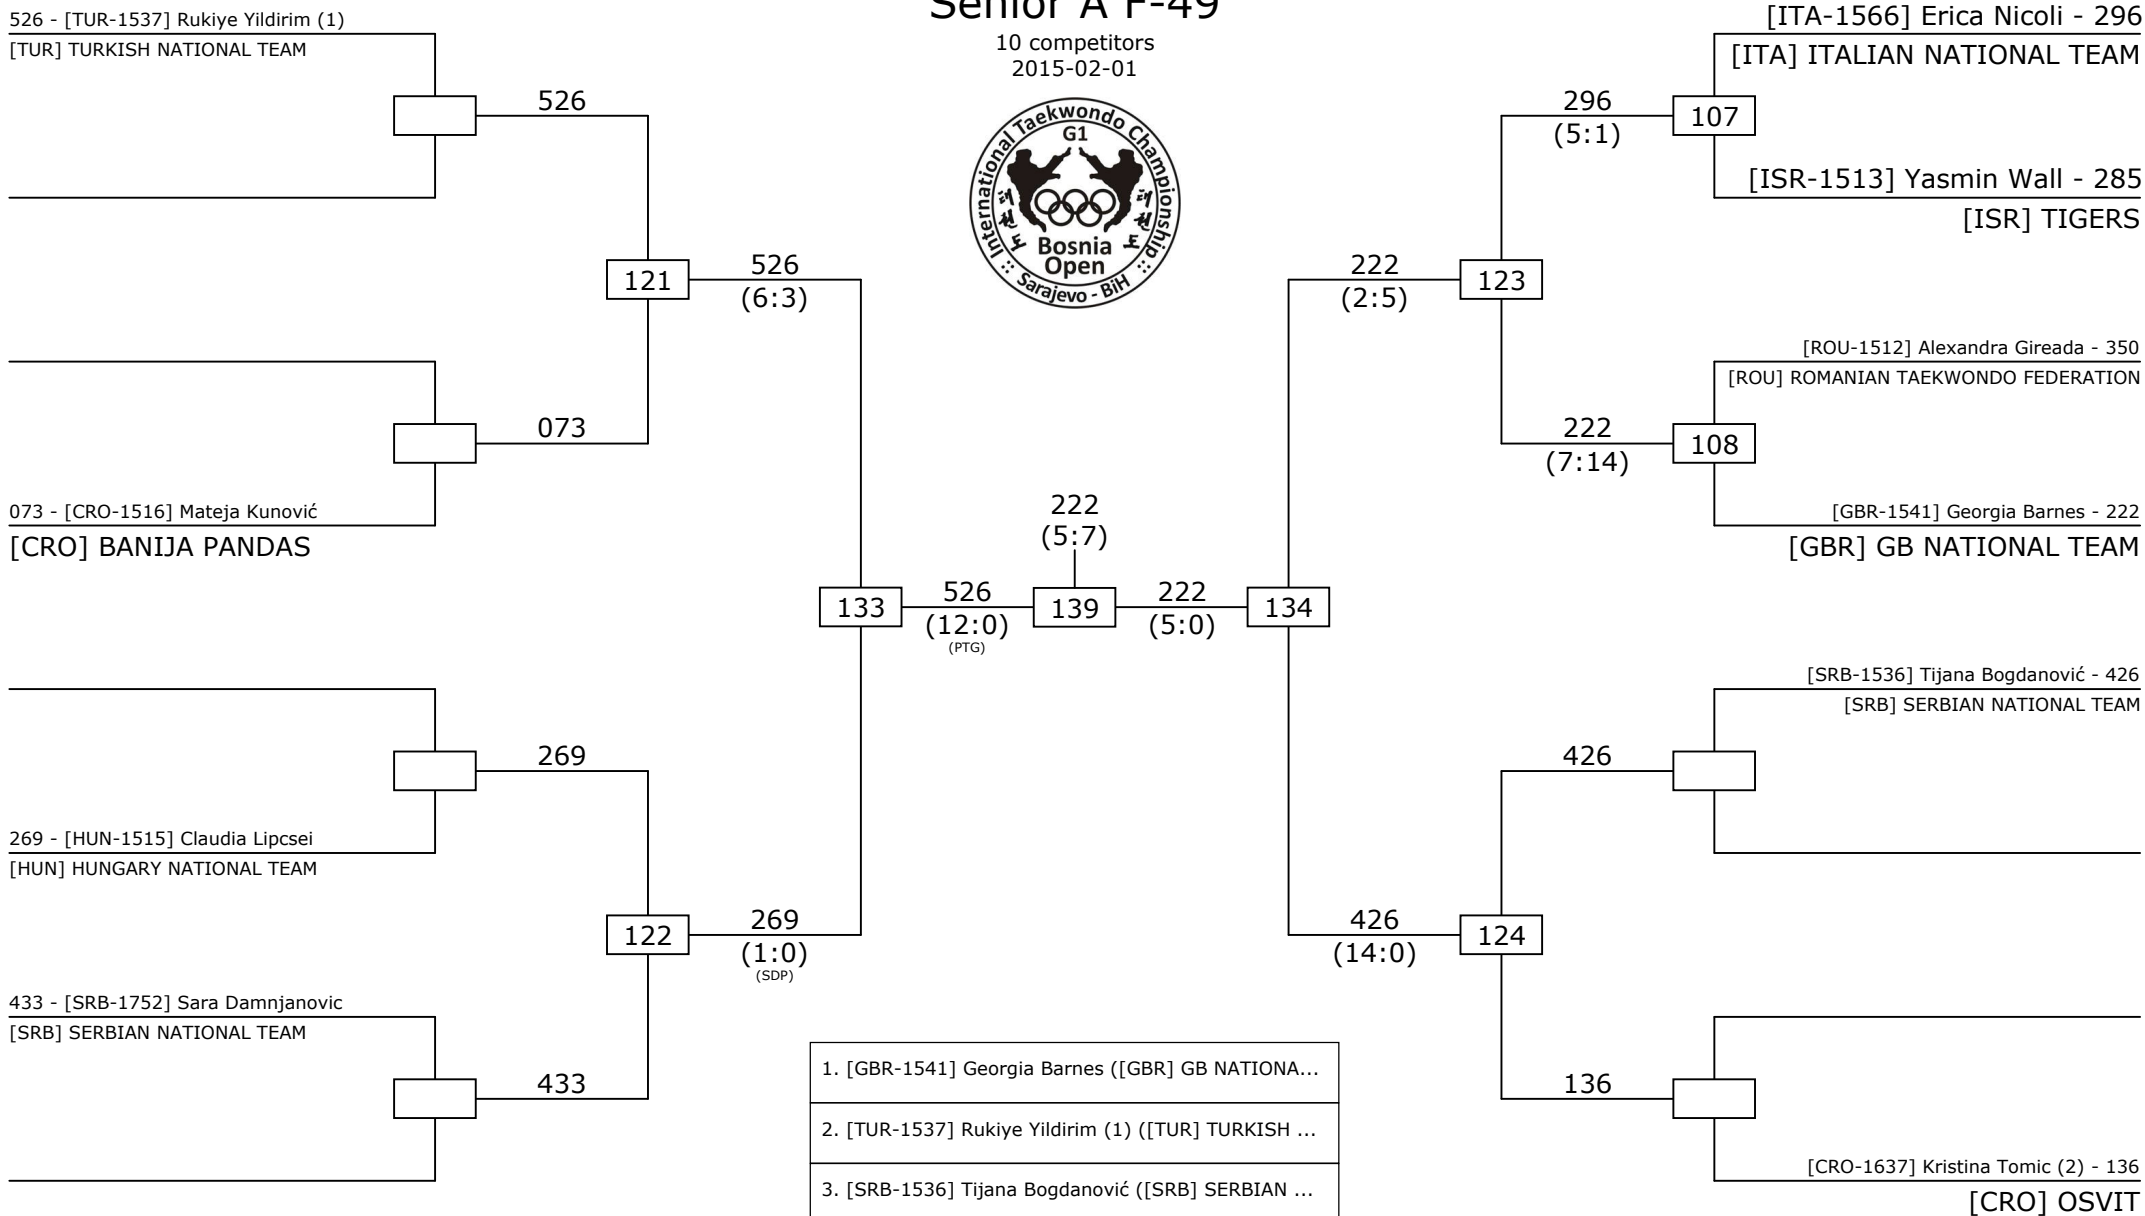 Senior A F-49
10 competitors
2015-02-01
International Taekwondo Championship
G1
Bosnia
Open
:: Sarajevo - BiH ::
526 - [TUR-1537] Rukiye Yildirim (1)
[TUR] TURKISH NATIONAL TEAM
526
121
526
(6:3)
073
073 - [CRO-1516] Mateja Kunović
[CRO] BANIJA PANDAS
133
526
(12:0)
(PTG)
269
269 - [HUN-1515] Claudia Lipcsei
[HUN] HUNGARY NATIONAL TEAM
122
269
(1:0)
(SDP)
433 - [SRB-1752] Sara Damnjanovic
[SRB] SERBIAN NATIONAL TEAM
433
222
(5:7)
139
222
(5:0)
134
[ITA-1566] Erica Nicoli - 296
[ITA] ITALIAN NATIONAL TEAM
296
(5:1)
107
[ISR-1513] Yasmin Wall - 285
[ISR] TIGERS
222
(2:5)
123
[ROU-1512] Alexandra Gireada - 350
[ROU] ROMANIAN TAEKWONDO FEDERATION
222
(7:14)
108
[GBR-1541] Georgia Barnes - 222
[GBR] GB NATIONAL TEAM
[SRB-1536] Tijana Bogdanović - 426
[SRB] SERBIAN NATIONAL TEAM
426
426
(14:0)
124
136
[CRO-1637] Kristina Tomic (2) - 136
[CRO] OSVIT
1. [GBR-1541] Georgia Barnes ([GBR] GB NATIONA...
2. [TUR-1537] Rukiye Yildirim (1) ([TUR] TURKISH ...
3. [SRB-1536] Tijana Bogdanović ([SRB] SERBIAN ...